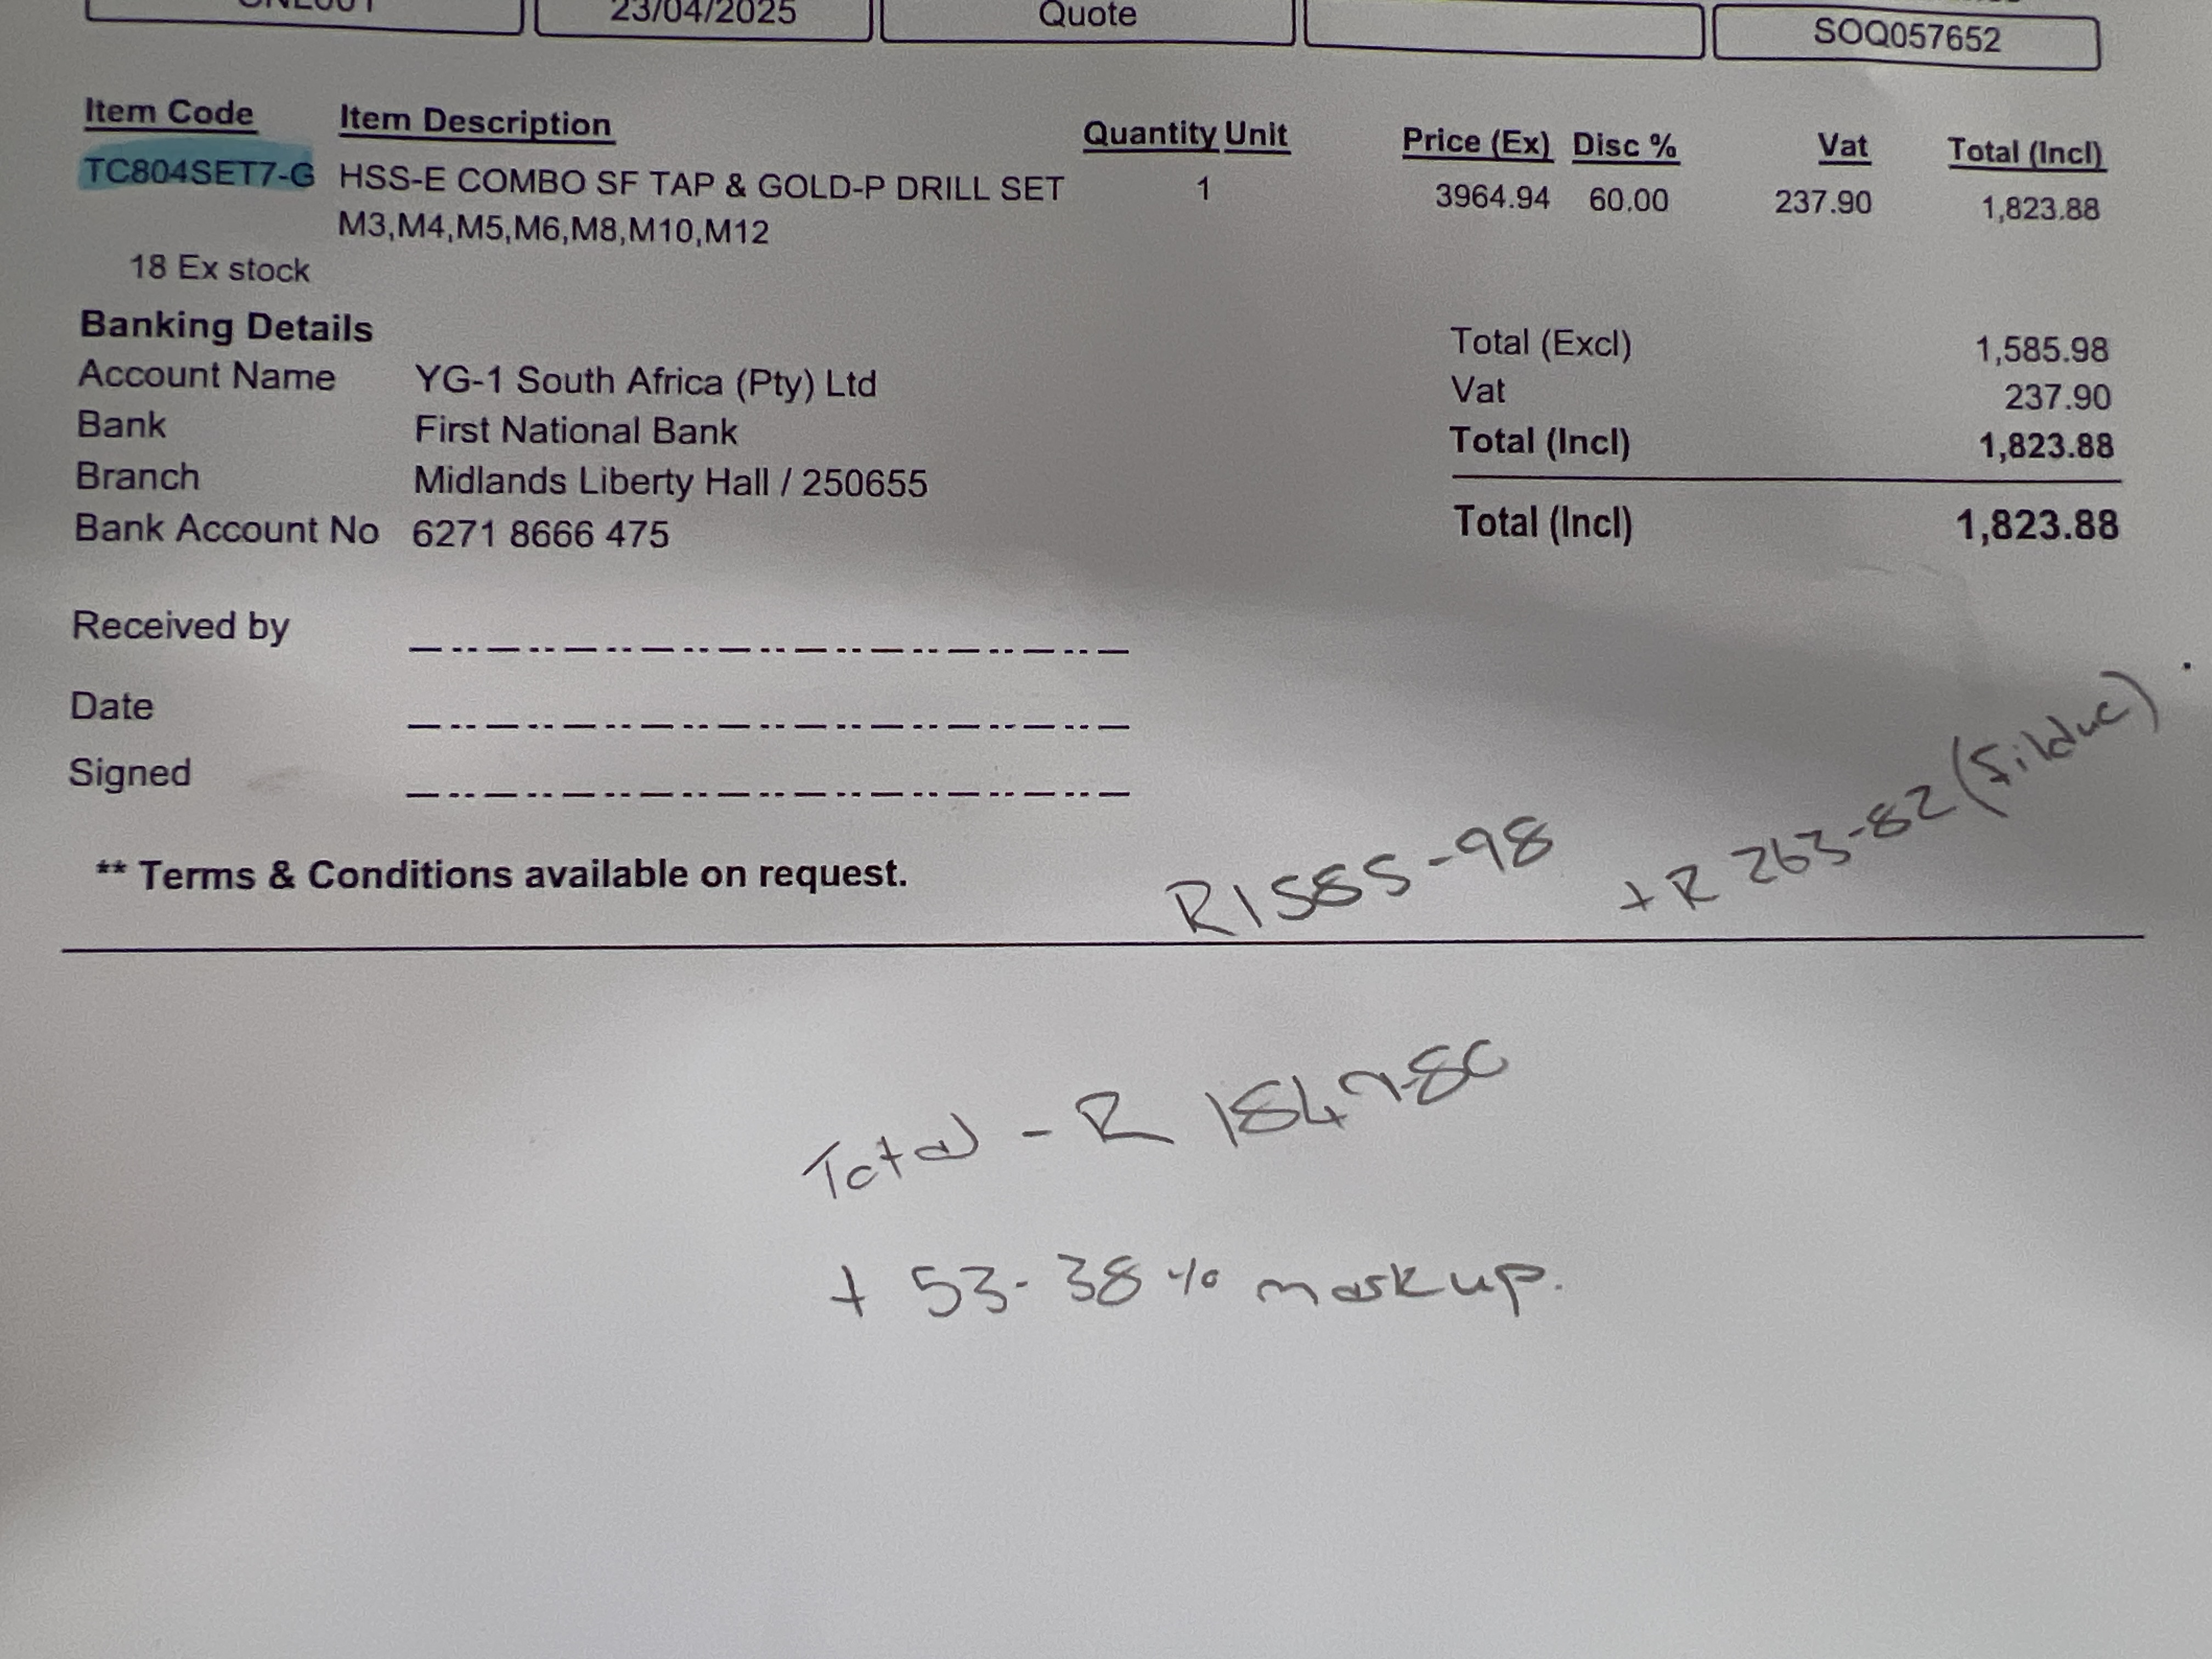 23/04/2025 Quote SOQ057652
Item Code Item Description Quantity Unit Price (Ex) Disc % Vat Total (Incl)
TC804SET7-G HSS-E COMBO SF TAP & GOLD-P DRILL SET 1 3964.94 60.00 237.90 1,823.88
M3,M4,M5,M6,M8,M10,M12
18 Ex stock
Banking Details
Account Name YG-1 South Africa (Pty) Ltd
Bank First National Bank
Branch Midlands Liberty Hall / 250655
Bank Account No 6271 8666 475
Total (Excl) 1,585.98
Vat 237.90
Total (Incl) 1,823.88
Total (Incl) 1,823.88
Received by
Date
Signed
** Terms & Conditions available on request.
R1585-98 + R 263-82
Total - R 1849-80
+ 53-38% markup.